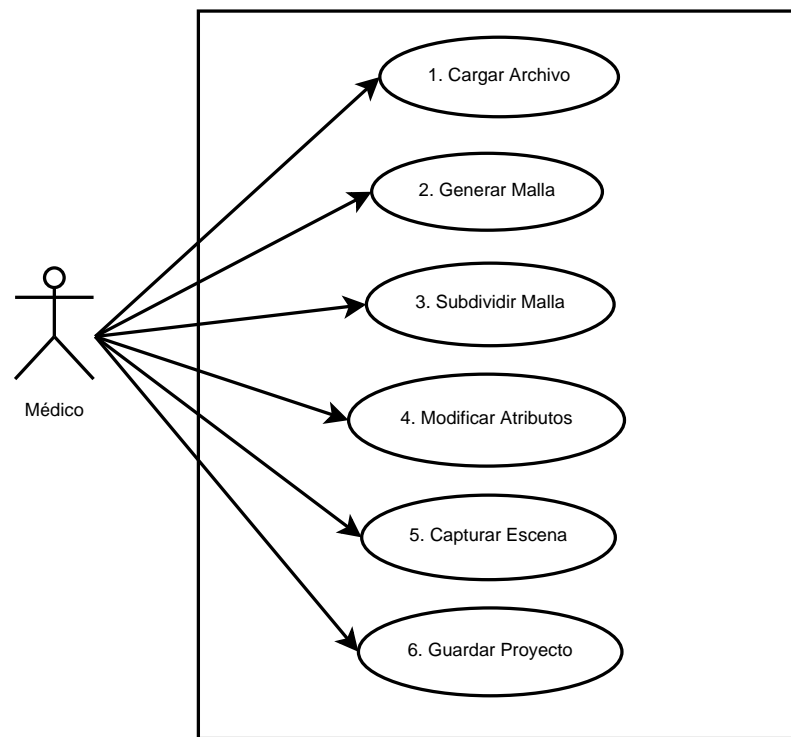 1. Cargar Archivo
2. Generar Malla
3. Subdividir Malla
Médico
4. Modificar Atributos
5. Capturar Escena
6. Guardar Proyecto